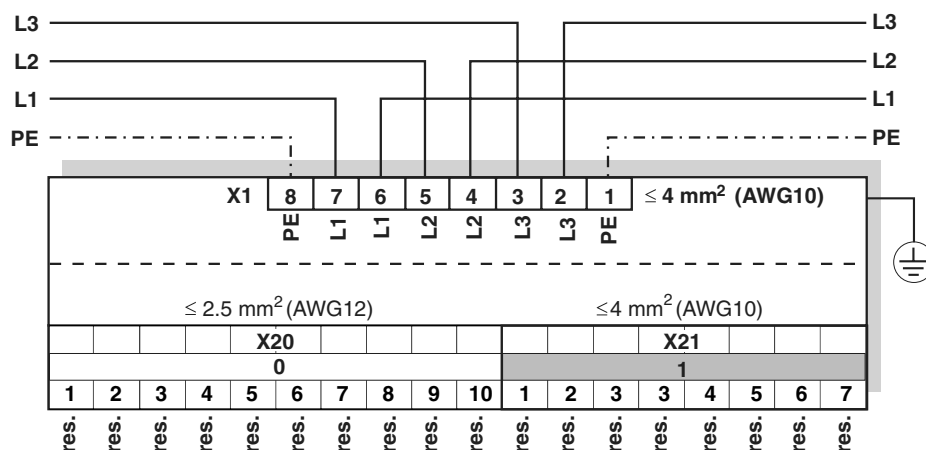 L3 L3
L2 L2
L1 L1
PE PE
X1 8 7 6 5 4 3 2 1 ≤ 4 mm² (AWG10)
PE L1 L1 L2 L2 L3 L3 PE
≤ 2.5 mm² (AWG12) ≤4 mm² (AWG10)
X20 X21
0 1
1 2 3 4 5 6 7 8 9 10 1 2 3 3 4 5 6 7
res. res. res. res. res. res. res. res. res. res. res. res. res. res. res. res. res. res.